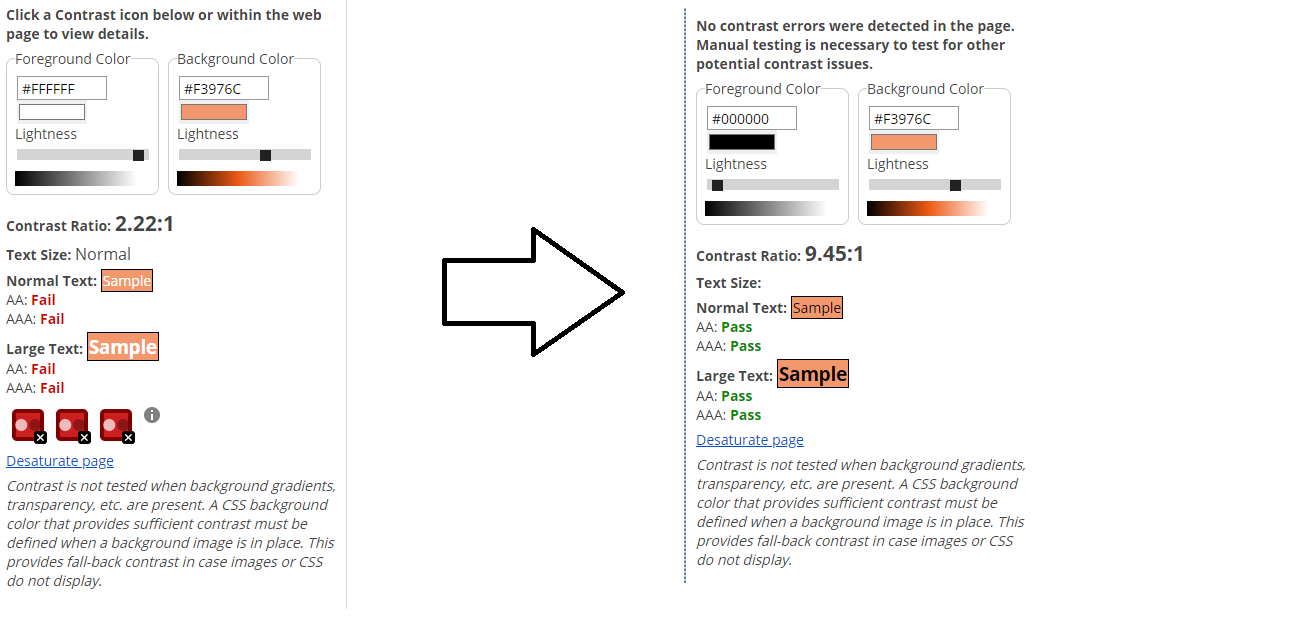 Click a Contrast icon below or within the web
page to view details.
Foreground Color
Background Color
#FFFFFF
#F3976C
Lightness
Lightness
Contrast Ratio: 2.22:1
Text Size: Normal
Normal Text: Sample
AA: Fail
AAA: Fail
Large Text: Sample
AA: Fail
AAA: Fail
Desaturate page
Contrast is not tested when background gradients,
transparency, etc. are present. A CSS background
color that provides sufficient contrast must be
defined when a background image is in place. This
provides fall-back contrast in case images or CSS
do not display.
No contrast errors were detected in the page.
Manual testing is necessary to test for other
potential contrast issues.
Foreground Color
Background Color
#000000
#F3976C
Lightness
Lightness
Contrast Ratio: 9.45:1
Text Size:
Normal Text: Sample
AA: Pass
AAA: Pass
Large Text: Sample
AA: Pass
AAA: Pass
Desaturate page
Contrast is not tested when background gradients,
transparency, etc. are present. A CSS background
color that provides sufficient contrast must be
defined when a background image is in place. This
provides fall-back contrast in case images or CSS
do not display.